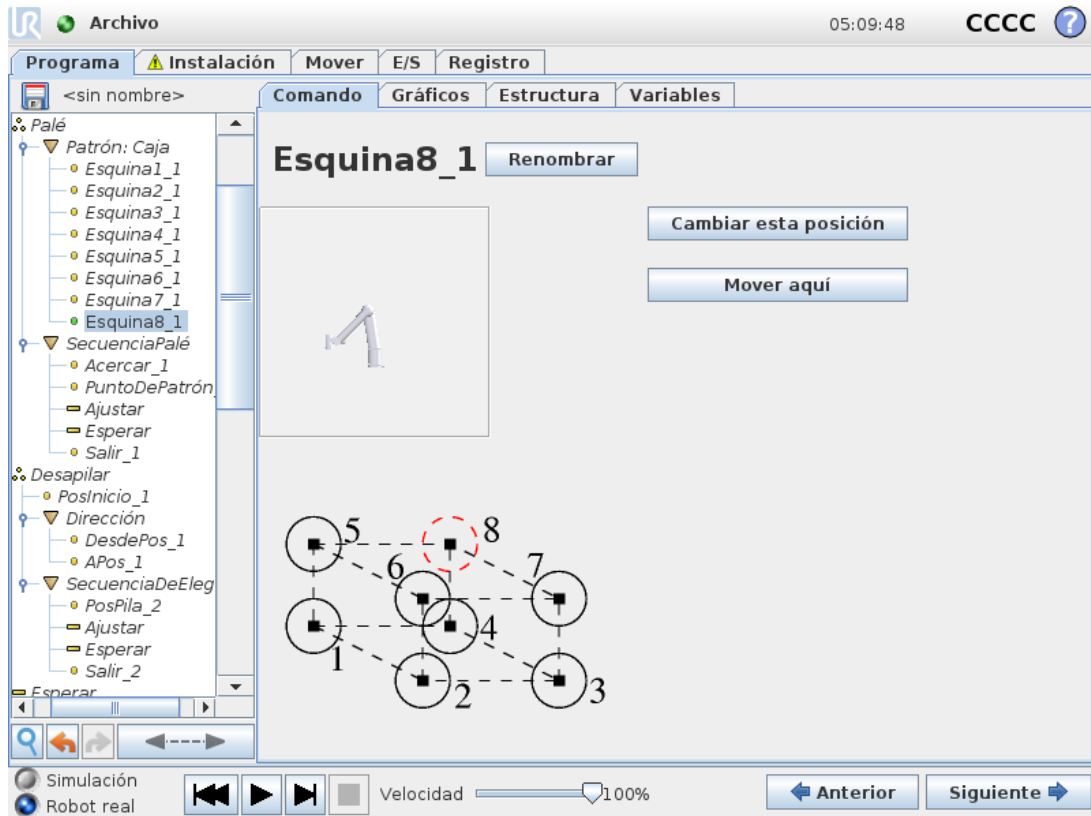 UR Archivo 05:09:48 CCCC ?
Programa Instalación Mover E/S Registro
<sin nombre> Comando Gráficos Estructura Variables
Palé
Patrón: Caja
Esquina1_1
Esquina2_1
Esquina3_1
Esquina4_1
Esquina5_1
Esquina6_1
Esquina7_1
Esquina8_1
SecuenciaPalé
Acercar_1
PuntoDePatrón_
Ajustar
Esperar
Salir_1
Desapilar
PosInicio_1
Dirección
DesdePos_1
APos_1
SecuenciaDeEleg
PosPila_2
Ajustar
Esperar
Salir_2
Esperar
Esquina8_1 Renombrar
Cambiar esta posición
Mover aquí
5 8
6 7
4
1
2 3
Simulación
Robot real
Velocidad 100%
Anterior Siguiente